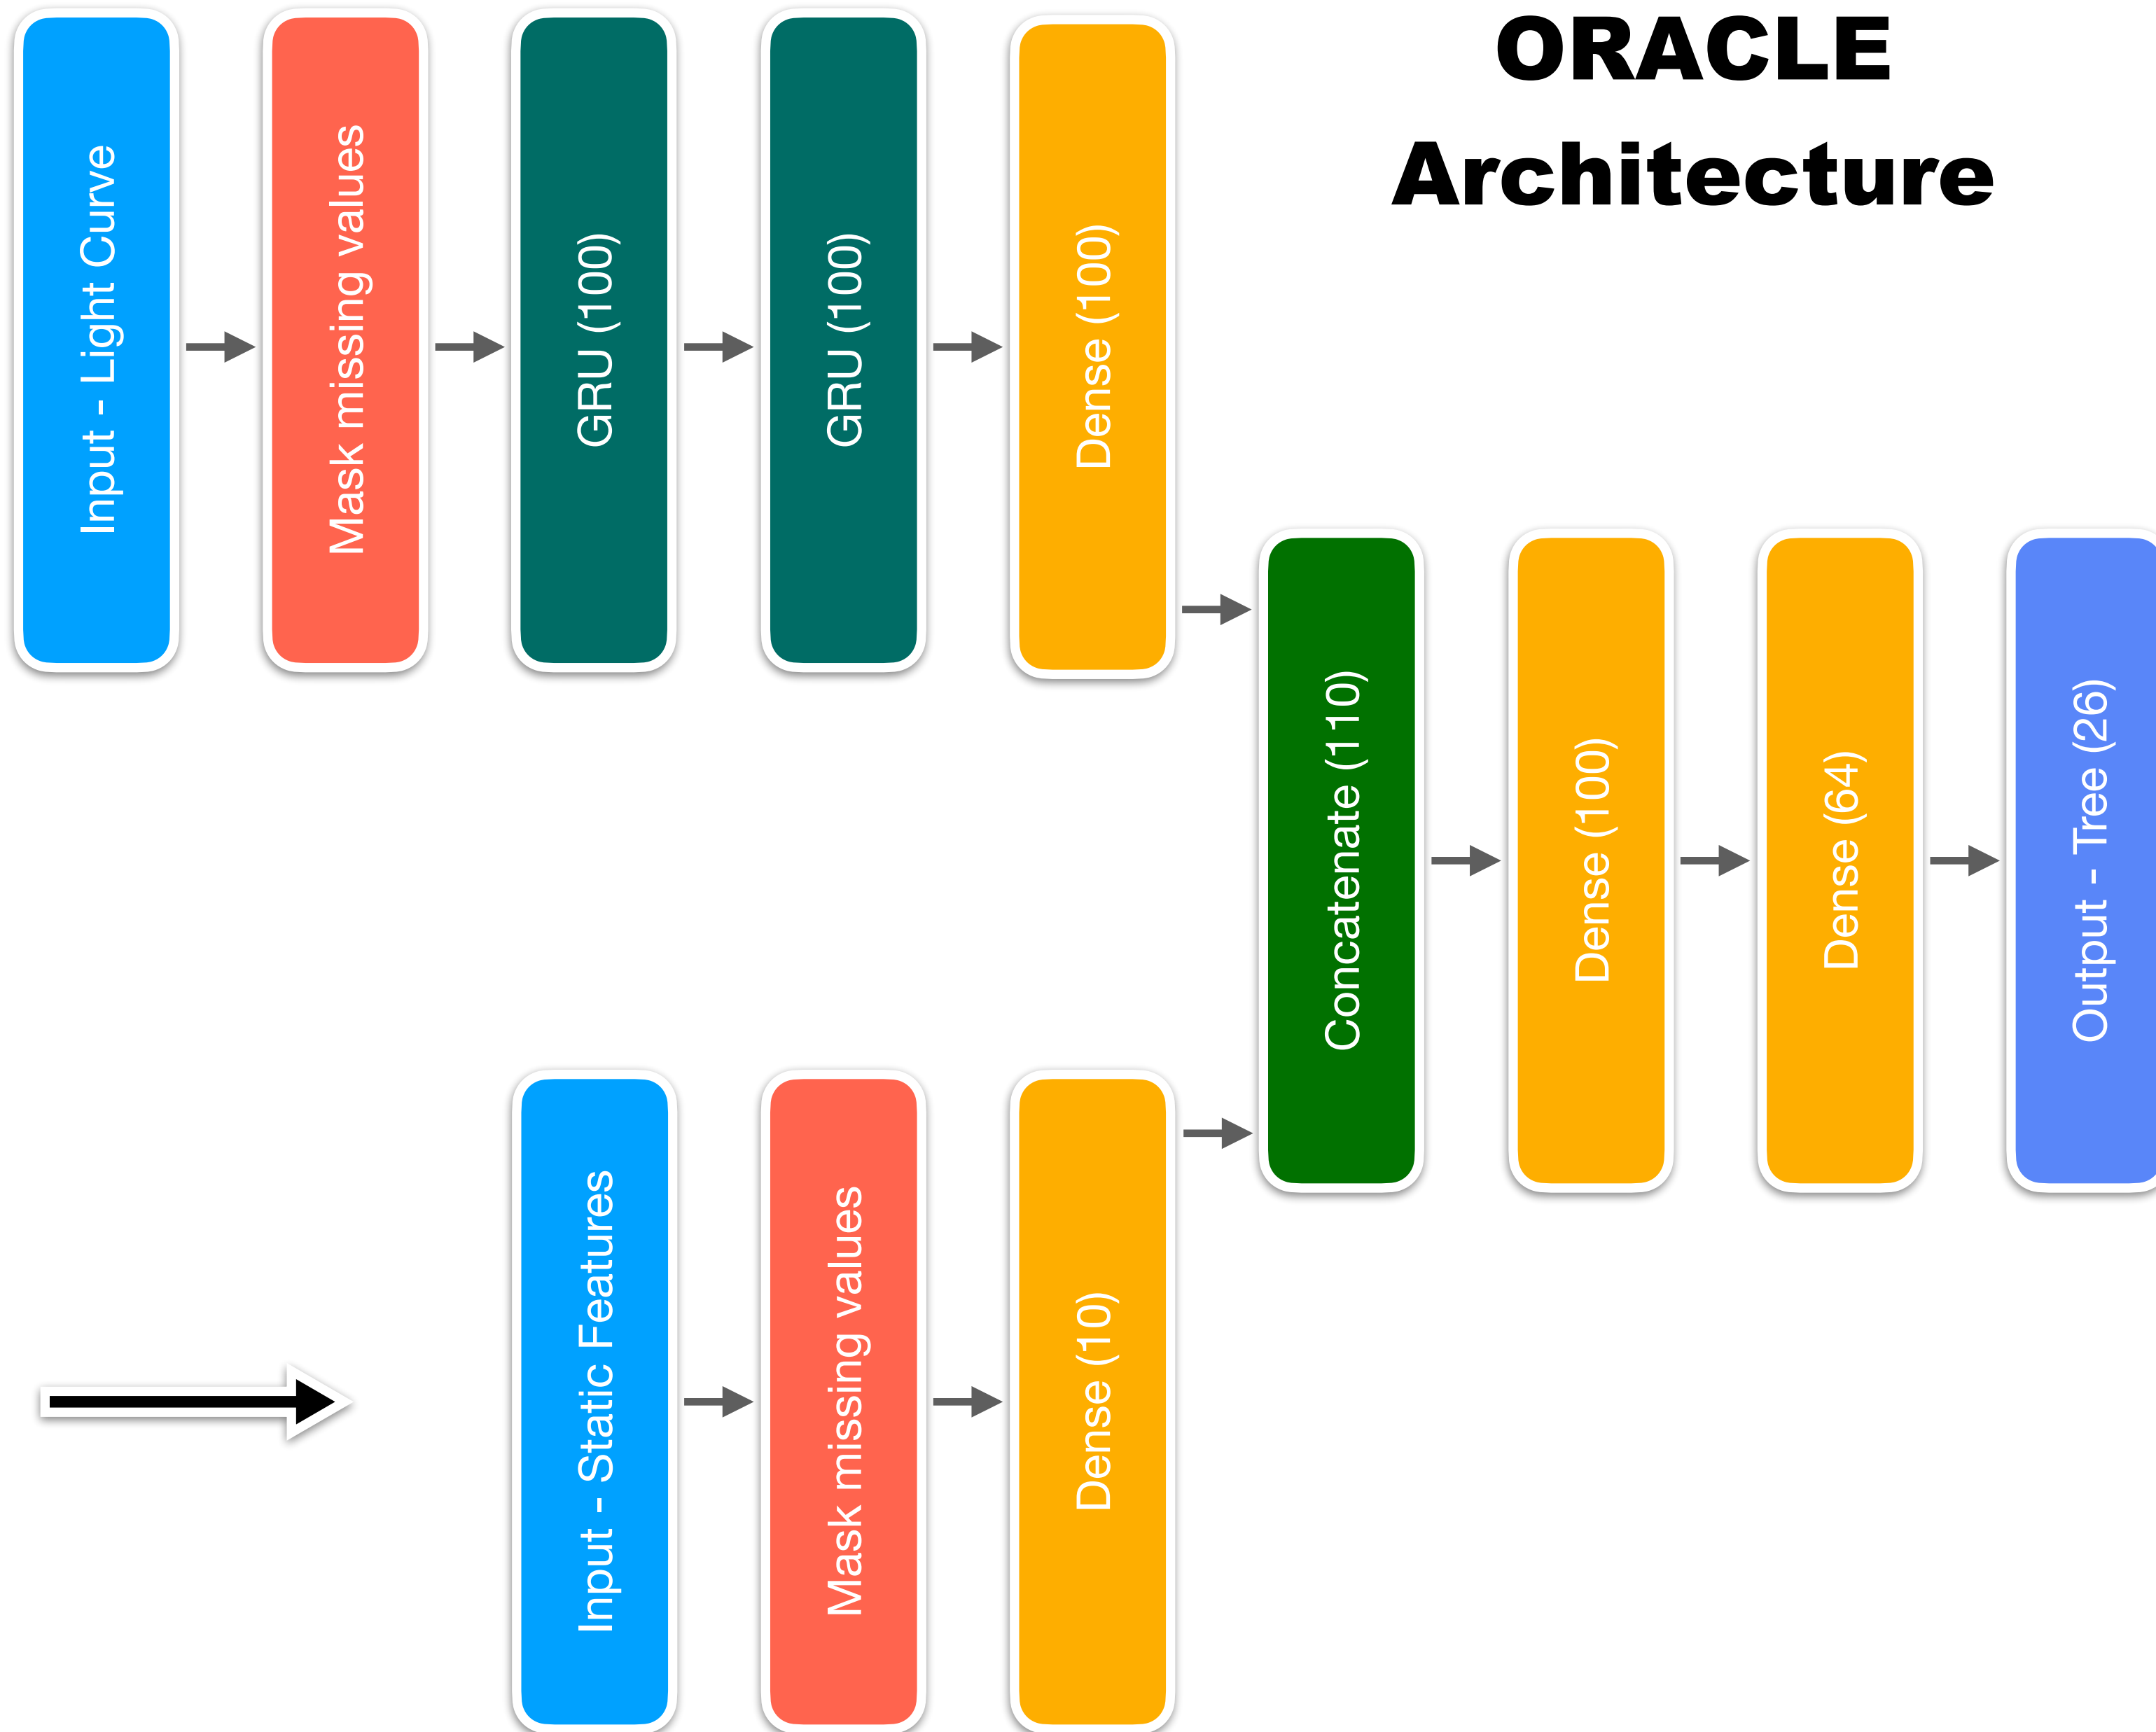 ORACLE
Architecture
Input - Light Curve
Mask missing values
GRU (100)
GRU (100)
Dense (100)
Concatenate (110)
Dense (100)
Dense (64)
Output - Tree (26)
Input - Static Features
Mask missing values
Dense (10)